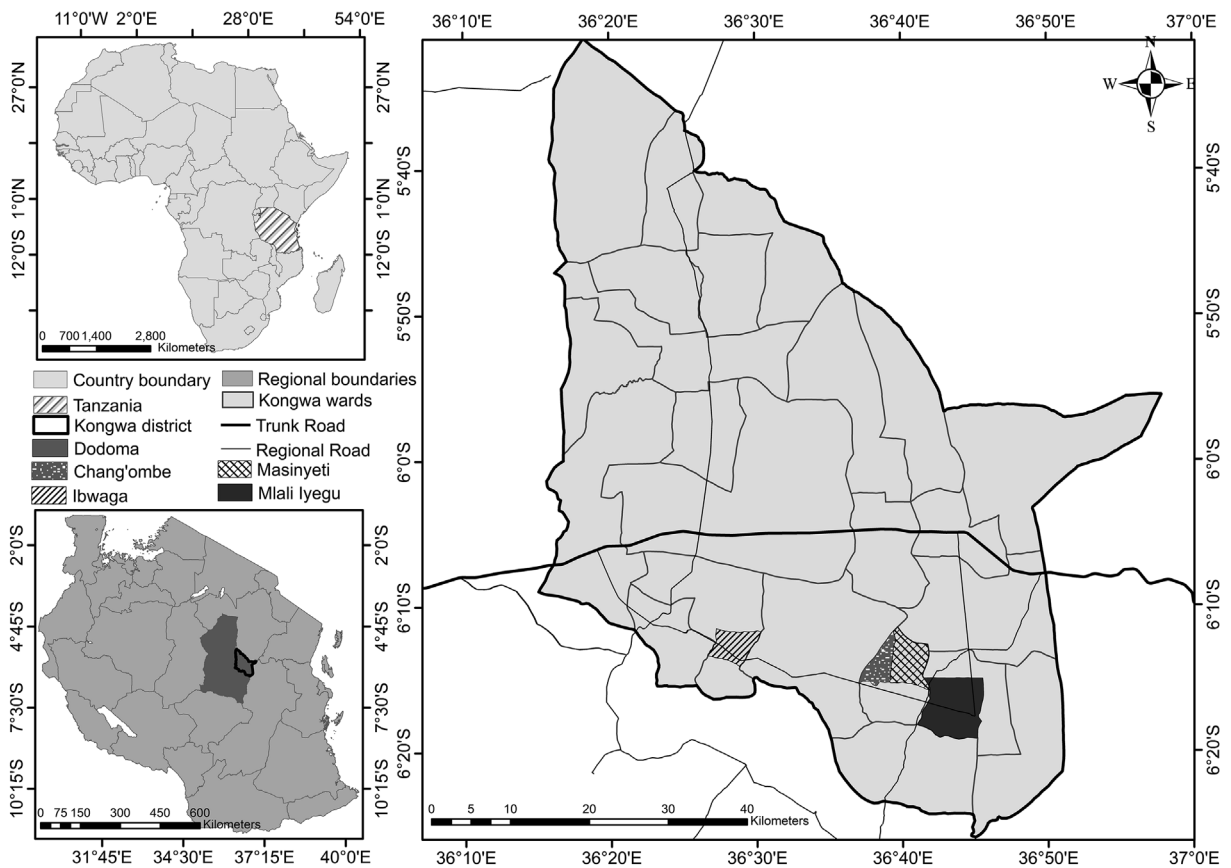 11°0'W 2°0'E 28°0'E 54°0'E
27°0'N
1°0'N
12°0'S
27°0'N
1°0'N
12°0'S
0 700 1,400 2,800
Kilometers
Country boundary
Tanzania
Kongwa district
Dodoma
Chang'ombe
Ibwaga
Regional boundaries
Kongwa wards
Trunk Road
Regional Road
Masinyeti
Mlali Iyegu
2°0'S
4°45'S
7°30'S
10°15'S
2°0'S
4°45'S
7°30'S
10°15'S
0 75 150 300 450 600
Kilometers
31°45'E 34°30'E 37°15'E 40°0'E
36°10'E 36°20'E 36°30'E 36°40'E 36°50'E 37°0'E
N
W E
S
5°40'S
5°50'S
6°0'S
6°10'S
6°20'S
5°40'S
5°50'S
6°0'S
6°10'S
6°20'S
0 5 10 20 30 40
Kilometers
36°10'E 36°20'E 36°30'E 36°40'E 36°50'E 37°0'E